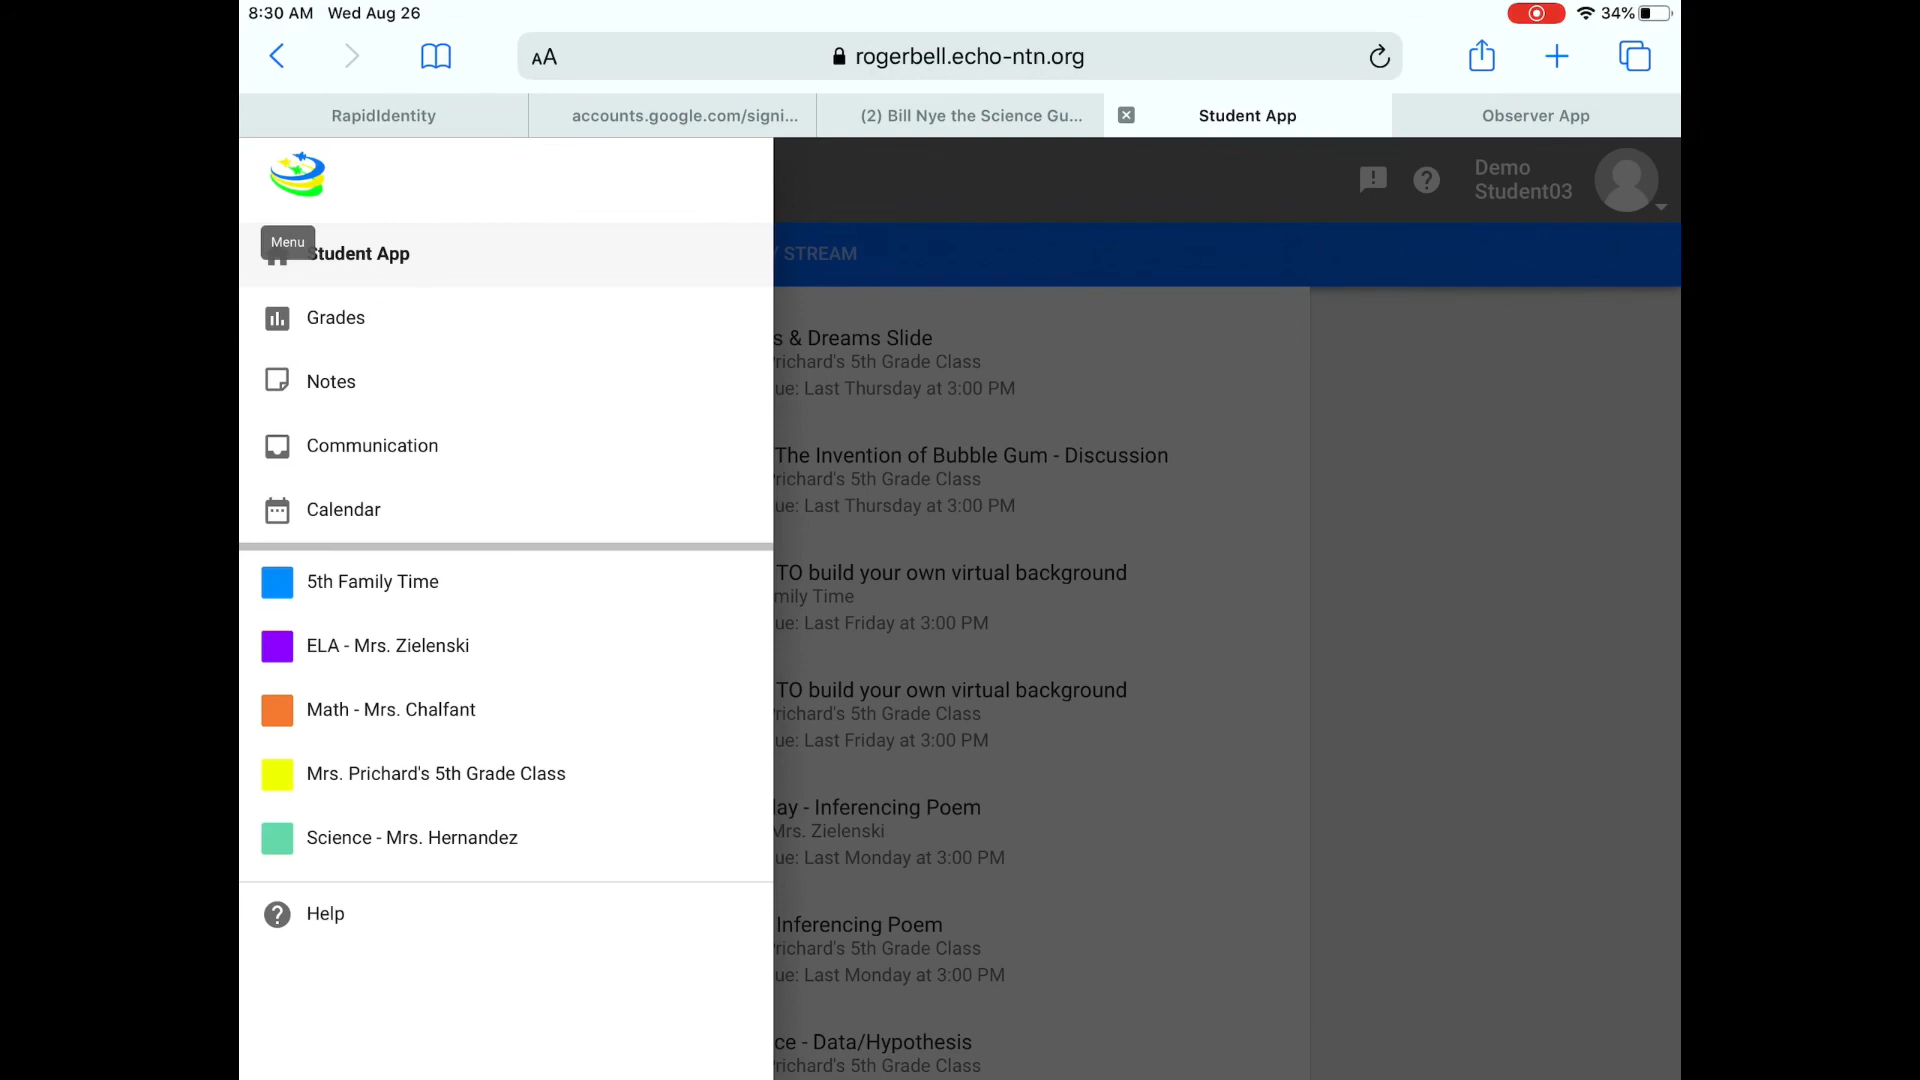 8:30 AM Wed Aug 26
34%
AA
rogerbell.echo-ntn.org
RapidIdentity
accounts.google.com/signi...
(2) Bill Nye the Science Gu...
Student App
Observer App
Demo
Student03
Menu
Student App
STREAM
Grades
Notes
Communication
Calendar
5th Family Time
ELA - Mrs. Zielenski
Math - Mrs. Chalfant
Mrs. Prichard's 5th Grade Class
Science - Mrs. Hernandez
Help
s & Dreams Slide
richard's 5th Grade Class
ue: Last Thursday at 3:00 PM
The Invention of Bubble Gum - Discussion
richard's 5th Grade Class
ue: Last Thursday at 3:00 PM
TO build your own virtual background
mily Time
ue: Last Friday at 3:00 PM
TO build your own virtual background
richard's 5th Grade Class
ue: Last Friday at 3:00 PM
ay - Inferencing Poem
Mrs. Zielenski
ue: Last Monday at 3:00 PM
Inferencing Poem
richard's 5th Grade Class
ue: Last Monday at 3:00 PM
ce - Data/Hypothesis
richard's 5th Grade Class